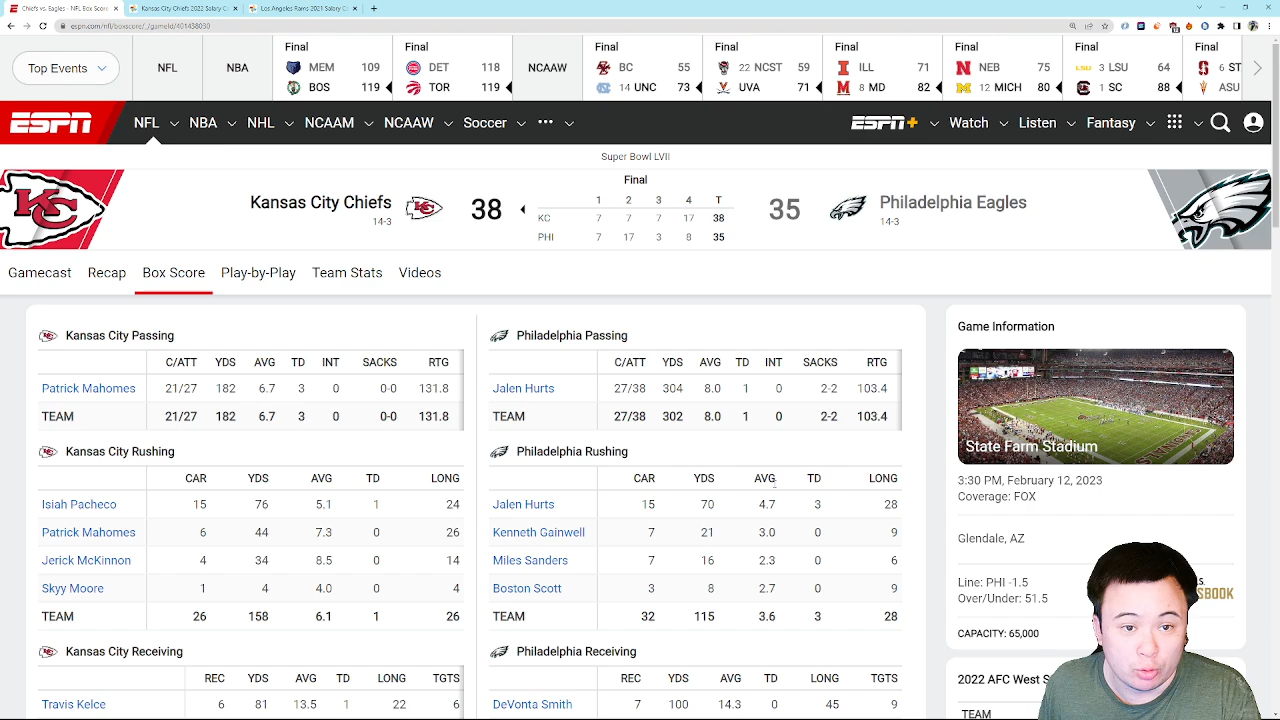 Chiefs vs. Eagles - NFL Box Score
Kansas City Chiefs 2022 Salary C
Los Angeles Rams 2021 Salary C
espn.com/nfl/boxscore/_/gameId/401438030
Top Events
NFL
NBA
Final
MEM 109
BOS 119
Final
DET 118
TOR 119
NCAAW
Final
BC 55
14 UNC 73
Final
22 NCST 59
UVA 71
Final
ILL 71
8 MD 82
Final
NEB 75
12 MICH 80
Final
LSU 3 LSU 64
1 SC 88
Final
6 ST
ASU
ESPN
NFL NBA NHL NCAAM NCAAW Soccer
ESPN+ Watch Listen Fantasy
Super Bowl LVII
Final
Kansas City Chiefs
14-3
KC
38
1 2 3 4 T
KC 7 7 7 17 38
PHI 7 17 3 8 35
35
Philadelphia Eagles
14-3
Gamecast Recap Box Score Play-by-Play Team Stats Videos
Kansas City Passing
C/ATT YDS AVG TD INT SACKS RTG
Patrick Mahomes 21/27 182 6.7 3 0 0-0 131.8
TEAM 21/27 182 6.7 3 0 0-0 131.8
Kansas City Rushing
CAR YDS AVG TD LONG
Isiah Pacheco 15 76 5.1 1 24
Patrick Mahomes 6 44 7.3 0 26
Jerick McKinnon 4 34 8.5 0 14
Skyy Moore 1 4 4.0 0 4
TEAM 26 158 6.1 1 26
Kansas City Receiving
REC YDS AVG TD LONG TGTS
Travis Kelce 6 81 13.5 1 22 6
Philadelphia Passing
C/ATT YDS AVG TD INT SACKS RTG
Jalen Hurts 27/38 304 8.0 1 0 2-2 103.4
TEAM 27/38 302 8.0 1 0 2-2 103.4
Philadelphia Rushing
CAR YDS AVG TD LONG
Jalen Hurts 15 70 4.7 3 28
Kenneth Gainwell 7 21 3.0 0 9
Miles Sanders 7 16 2.3 0 6
Boston Scott 3 8 2.7 0 9
TEAM 32 115 3.6 3 28
Philadelphia Receiving
REC YDS AVG TD LONG TGTS
DeVonta Smith 7 100 14.3 0 45 9
Game Information
State Farm Stadium
3:30 PM, February 12, 2023
Coverage: FOX
Glendale, AZ
Line: PHI -1.5
Over/Under: 51.5
CAPACITY: 65,000
2022 AFC West S
TEAM